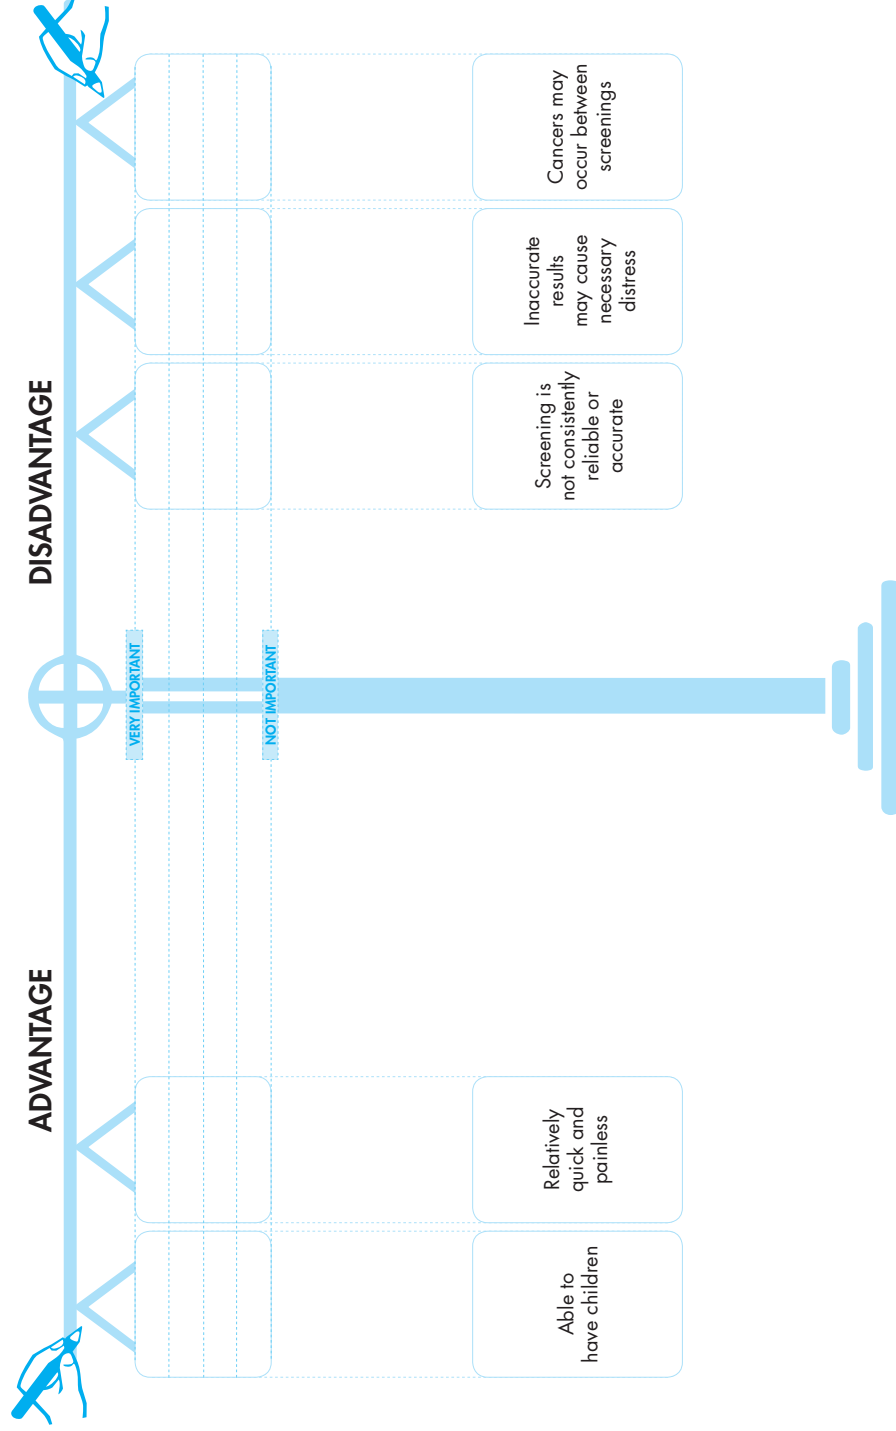 ADVANTAGE
DISADVANTAGE
VERY IMPORTANT
NOT IMPORTANT
Able to
have children
Relatively
quick and
painless
Screening is
not consistently
reliable or
accurate
Inaccurate
results
may cause
necessary
distress
Cancers may
occur between
screenings